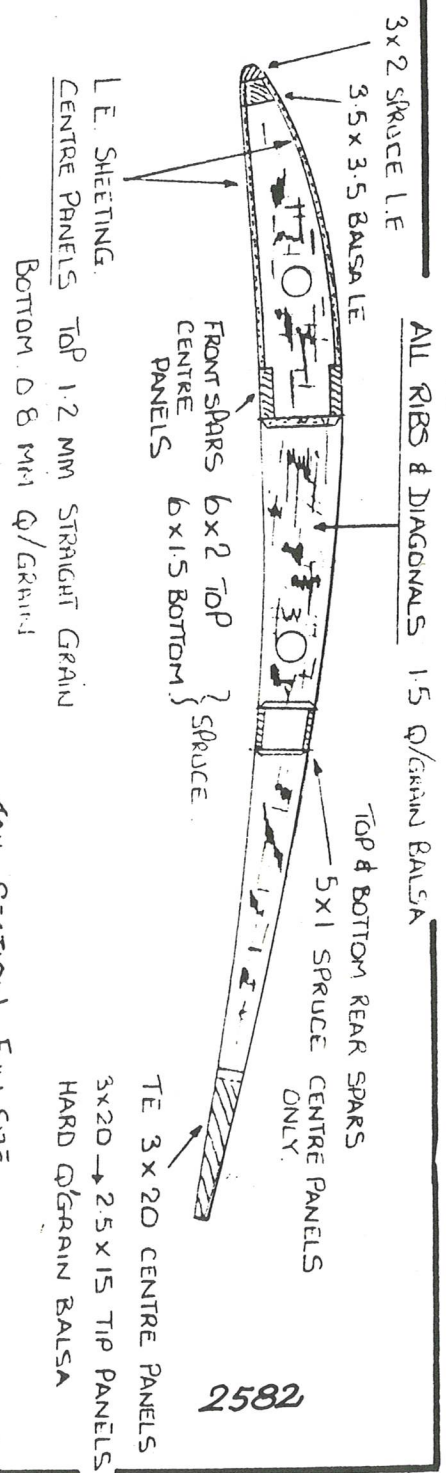 3x2 SPRUCE L.E
3.5x3.5 BALSA LE
ALL RIBS & DIAGONALS 1.5 Q/GRAIN BALSA
TOP & BOTTOM REAR SPARS
5x1 SPRUCE CENTRE PANELS
ONLY.
FRONT SPARS 6x2 TOP
CENTRE 6x1.5 BOTTOM } SPRUCE
PANELS
L.E. SHEETING.
CENTRE PANELS TOP 1.2 MM STRAIGHT GRAIN
BOTTOM 0.8 MM Q/GRAIN
TE 3x20 CENTRE PANELS
3x20 → 2.5x15 TIP PANELS
HARD Q/GRAIN BALSA
2582